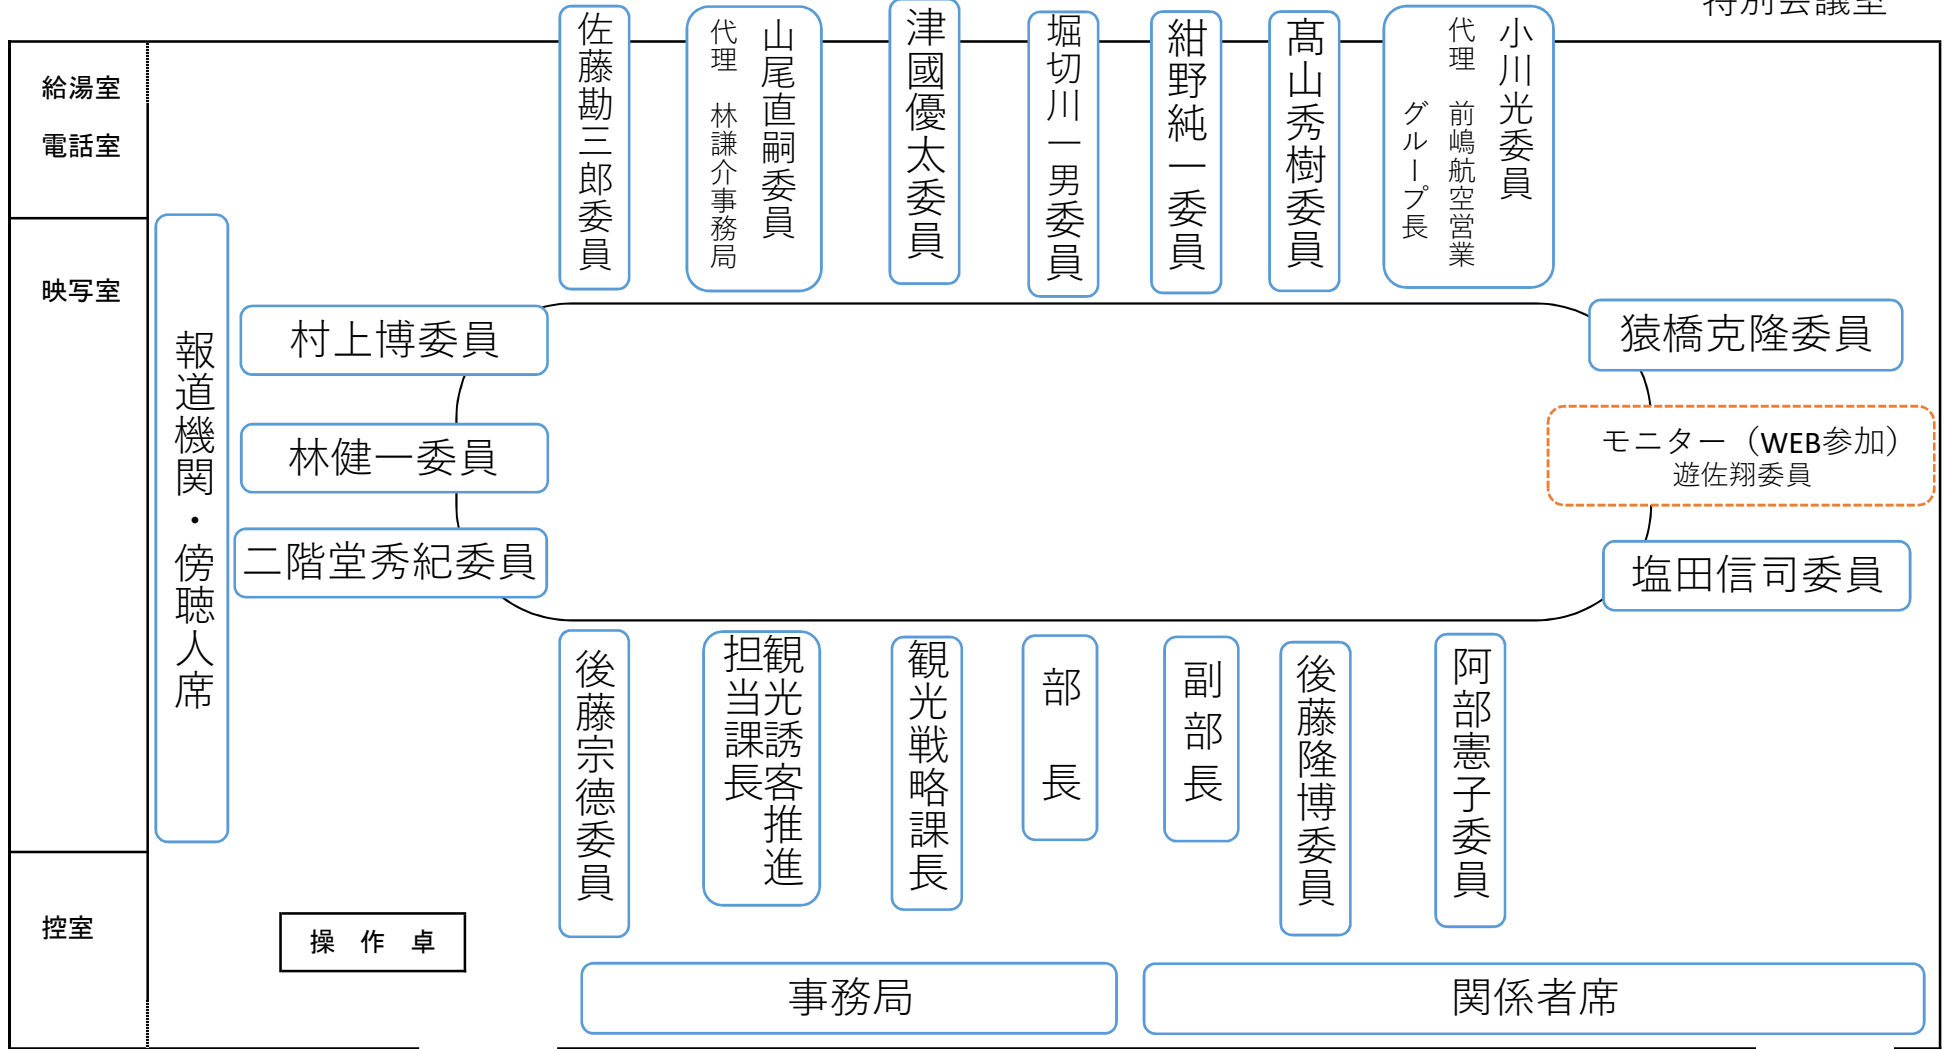 特別会議室
給湯室
電話室
映写室
控室
報道機関・傍聴人席
佐藤勘三郎委員
山尾直嗣委員
代理　林謙介事務局
津國優太委員
堀切川一男委員
紺野純一委員
髙山秀樹委員
小川光委員
代理　前嶋航空営業
グループ長
村上博委員
林健一委員
二階堂秀紀委員
猿橋克隆委員
モニター（WEB参加）
遊佐翔委員
塩田信司委員
後藤宗德委員
観光誘客推進
担当課長
観光戦略課長
部　長
副部長
後藤隆博委員
阿部憲子委員
操　作　卓
事務局
関係者席